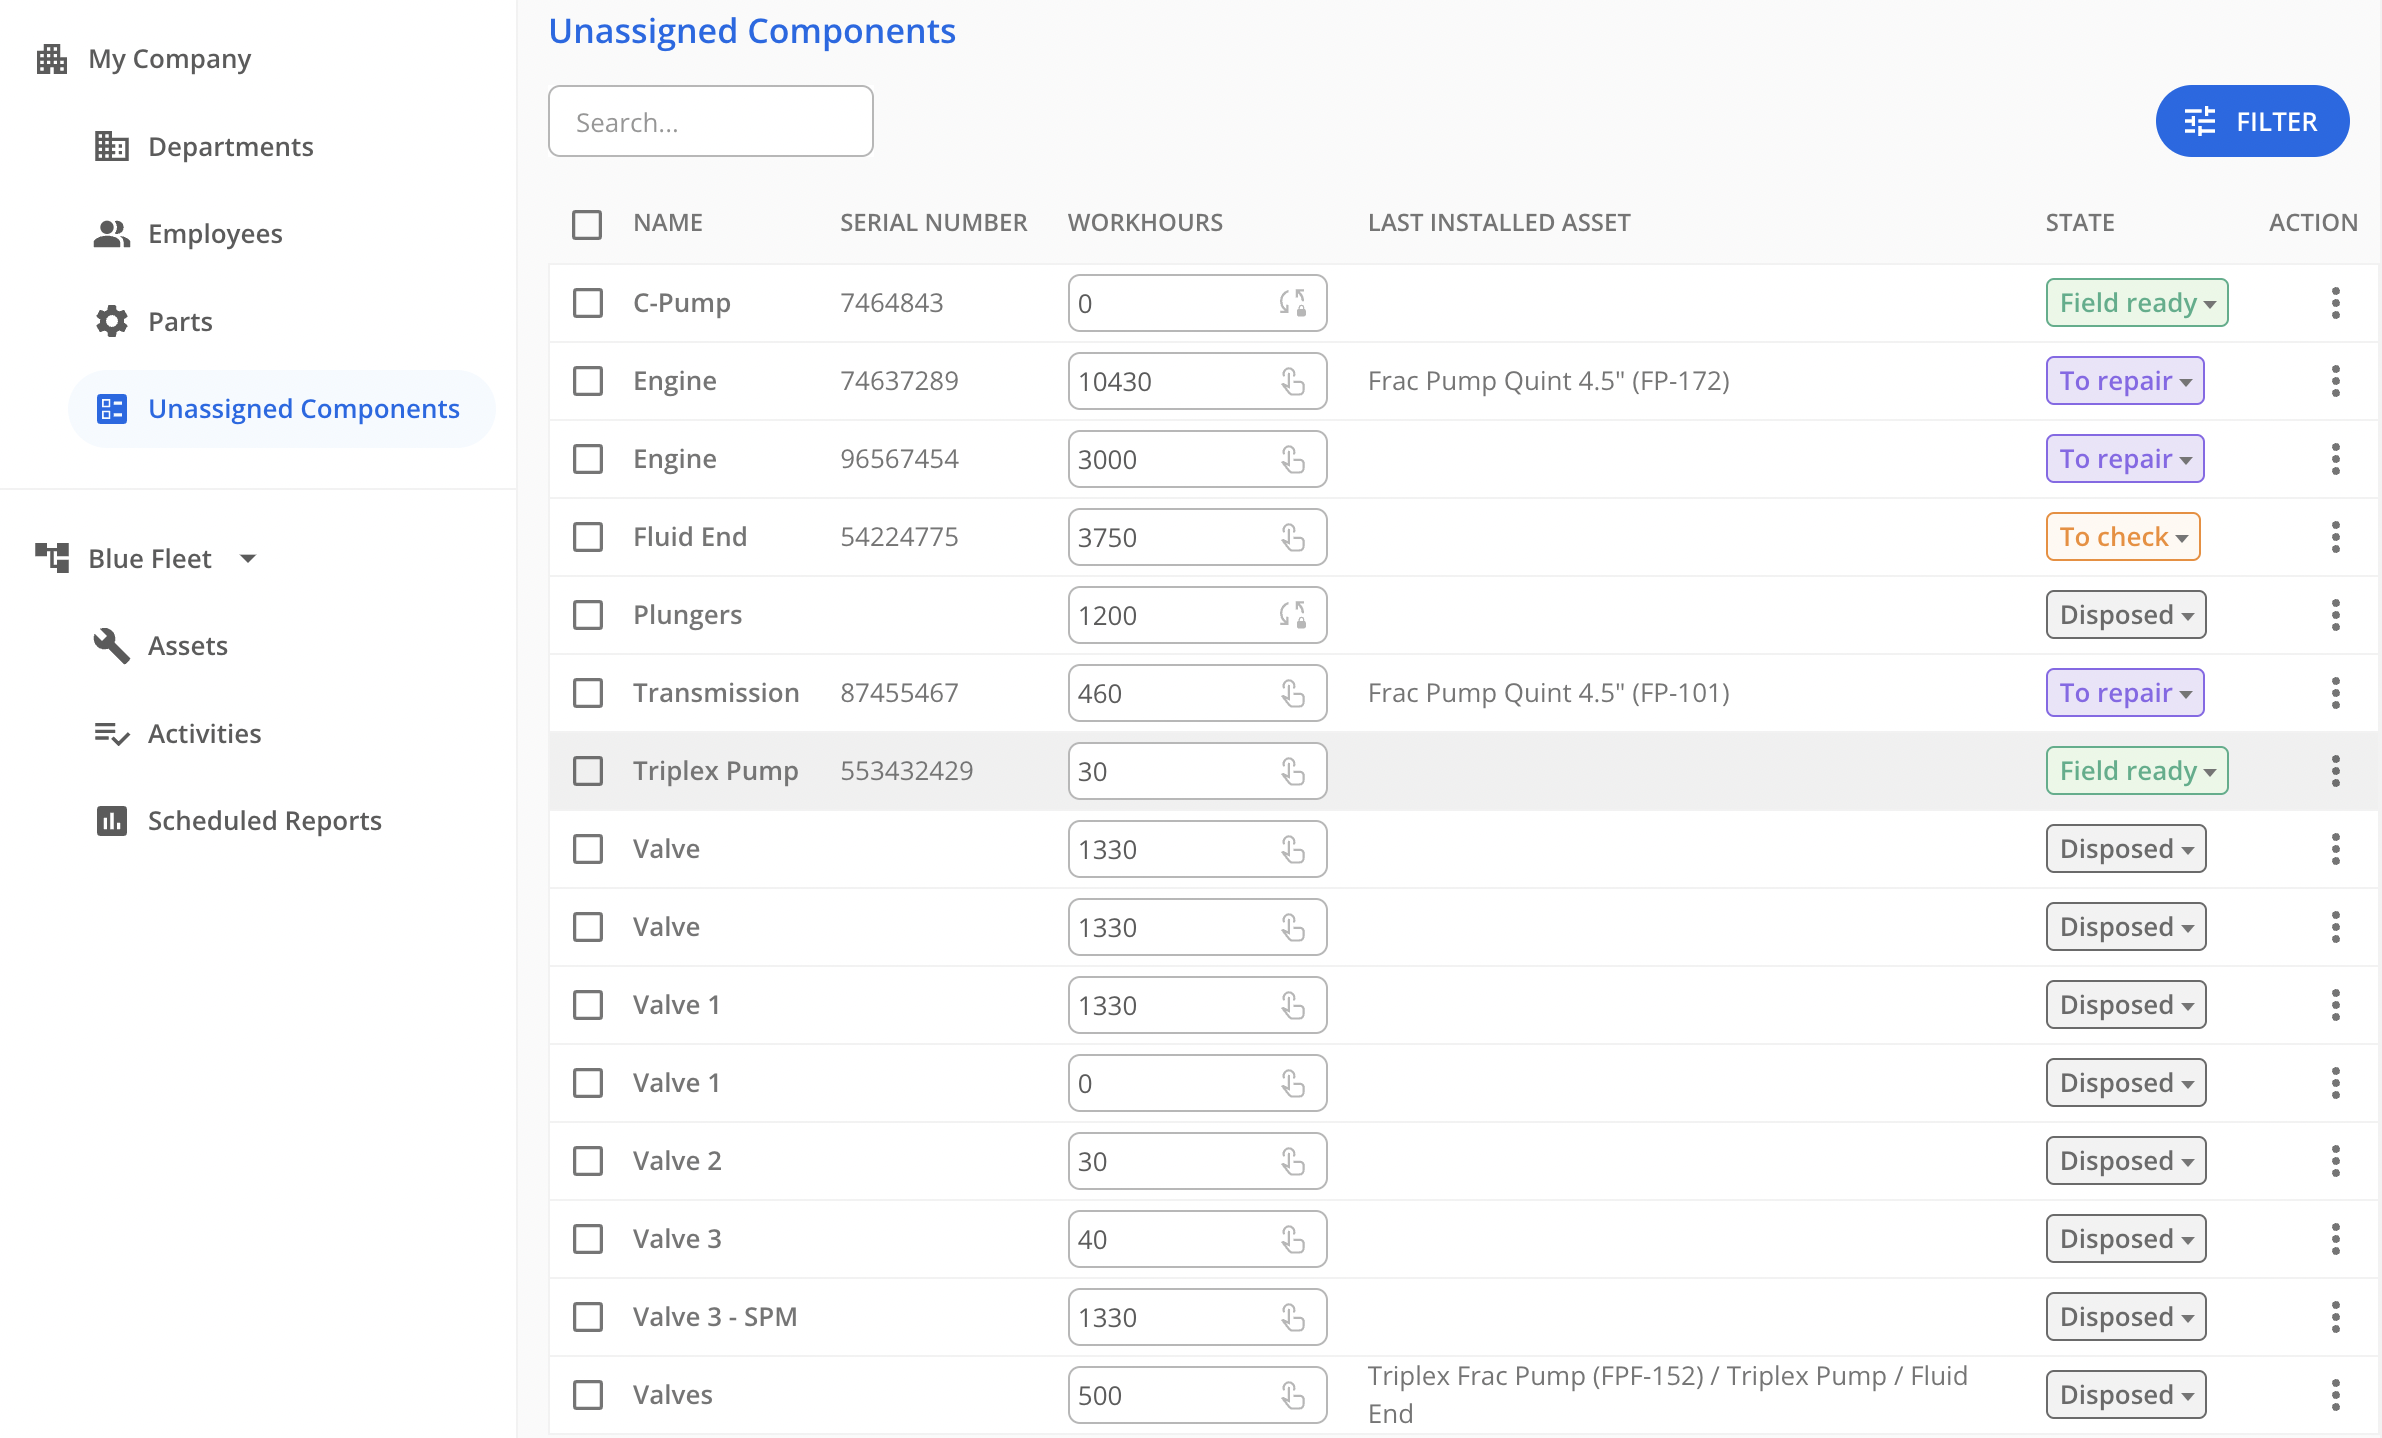 My Company
Departments
Employees
Parts
Unassigned Components
Blue Fleet
Assets
Activities
Scheduled Reports
Unassigned Components
Search...
FILTER
NAME SERIAL NUMBER WORKHOURS LAST INSTALLED ASSET STATE ACTION
C-Pump 7464843 0 Field ready
Engine 74637289 10430 Frac Pump Quint 4.5" (FP-172) To repair
Engine 96567454 3000 To repair
Fluid End 54224775 3750 To check
Plungers 1200 Disposed
Transmission 87455467 460 Frac Pump Quint 4.5" (FP-101) To repair
Triplex Pump 553432429 30 Field ready
Valve 1330 Disposed
Valve 1330 Disposed
Valve 1 1330 Disposed
Valve 1 0 Disposed
Valve 2 30 Disposed
Valve 3 40 Disposed
Valve 3 - SPM 1330 Disposed
Valves 500 Triplex Frac Pump (FPF-152) / Triplex Pump / Fluid
End Disposed